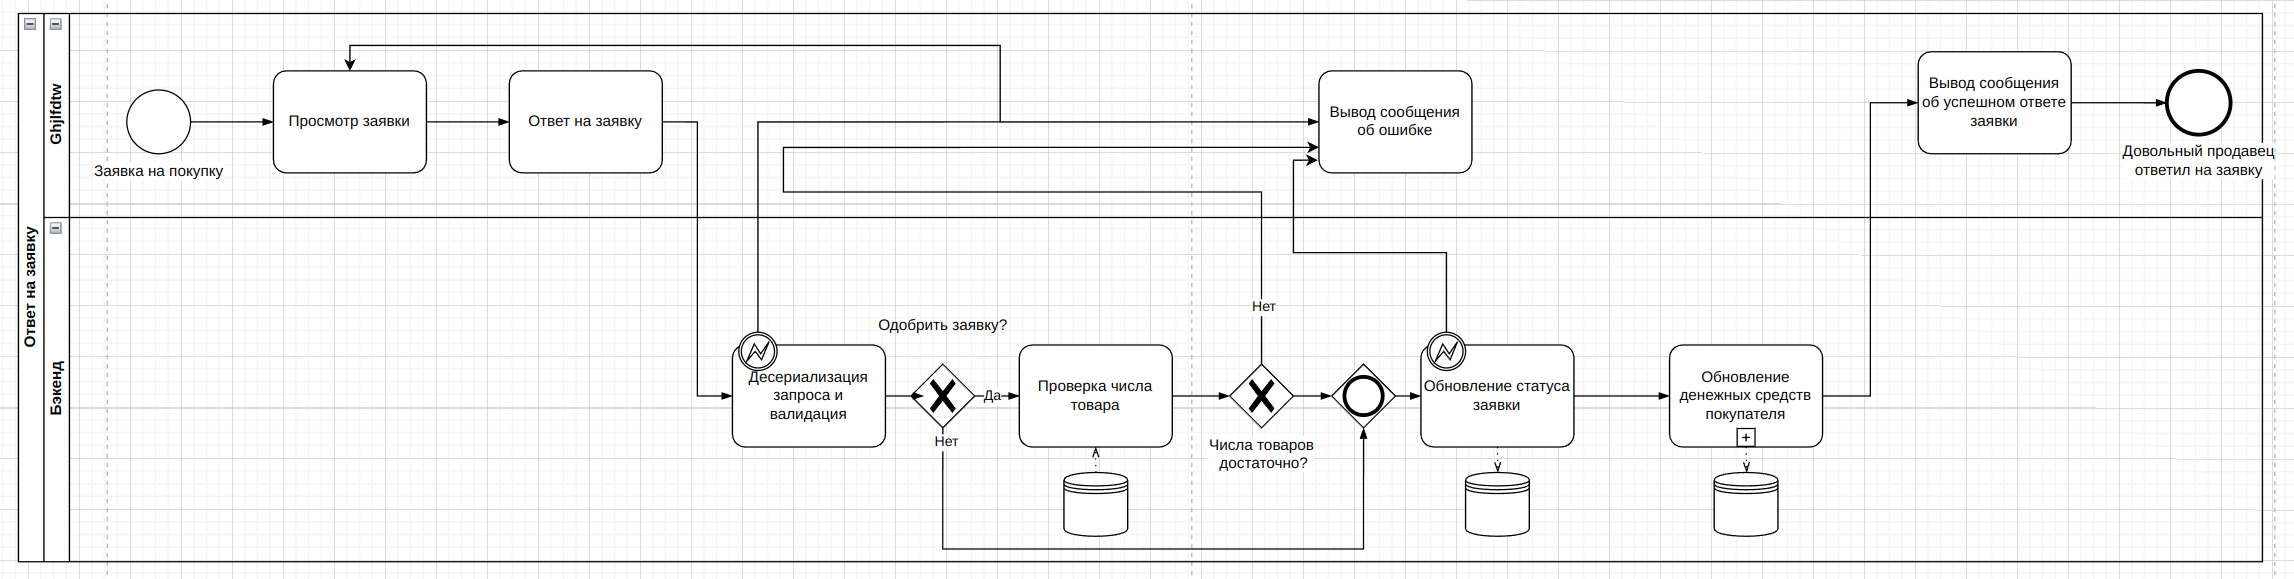 Ответ на заявку
Ghjlfdtw
Заявка на покупку
Просмотр заявки
Ответ на заявку
Вывод сообщения
об ошибке
Вывод сообщения
об успешном ответе
заявки
Довольный продавец
ответил на заявку
Бэкенд
Десериализация
запроса и
валидация
Одобрить заявку?
Да
Нет
Проверка числа
товара
Нет
Числа товаров
достаточно?
Обновление статуса
заявки
Обновление
денежных средств
покупателя